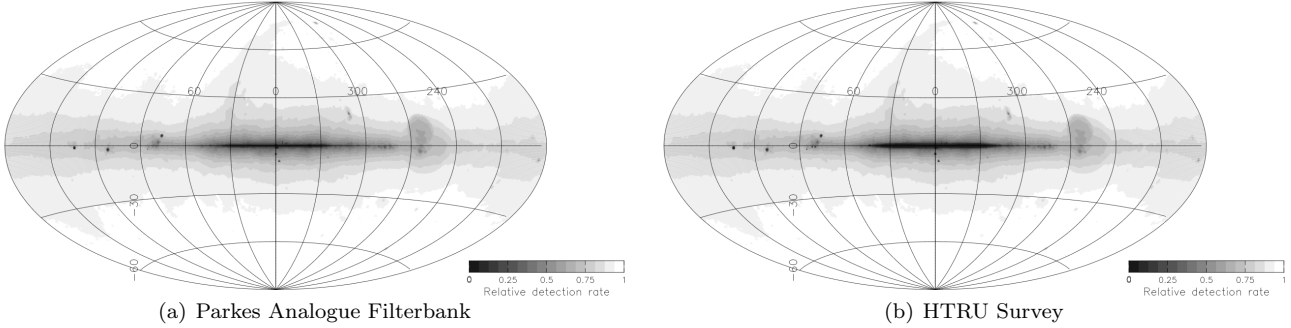 60 0 300 240
0
-30
-60
0 0.25 0.5 0.75 1
Relative detection rate
(a) Parkes Analogue Filterbank
60 0 300 240
0
-30
-60
0 0.25 0.5 0.75 1
Relative detection rate
(b) HTRU Survey